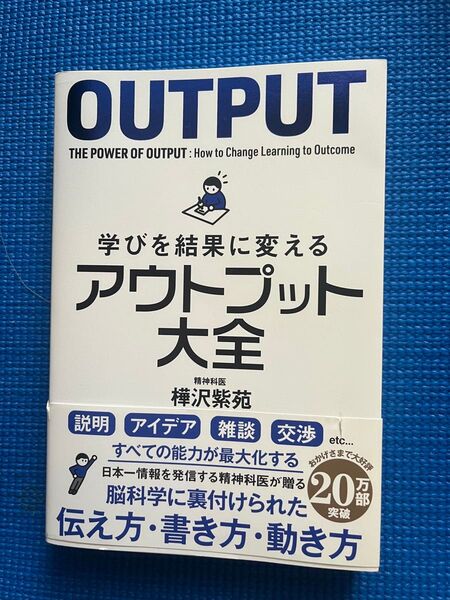 OUTPUT
THE POWER OF OUTPUT : How to Change Learning to Outcome
学びを結果に変える
アウトプット
大全
精神科医
樺沢紫苑
説明 アイデア 雑談 交渉 etc...
すべての能力が最大化する
日本一情報を発信する精神科医が贈る
脳科学に裏付けられた
伝え方・書き方・動き方
おかげさまで大好評
20万部
突破